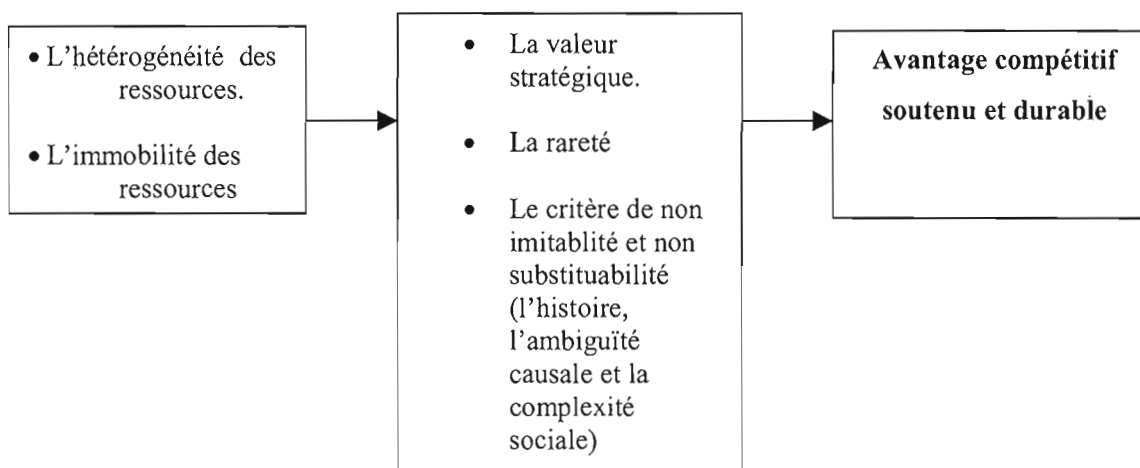 • L’hétérogénéité des
ressources.
• L’immobilité des
ressources
• La valeur
stratégique.
• La rareté
• Le critère de non
imitablité et non
substituabilité
(l’histoire,
l’ambiguïté
causale et la
complexité
sociale)
Avantage compétitif
soutenu et durable